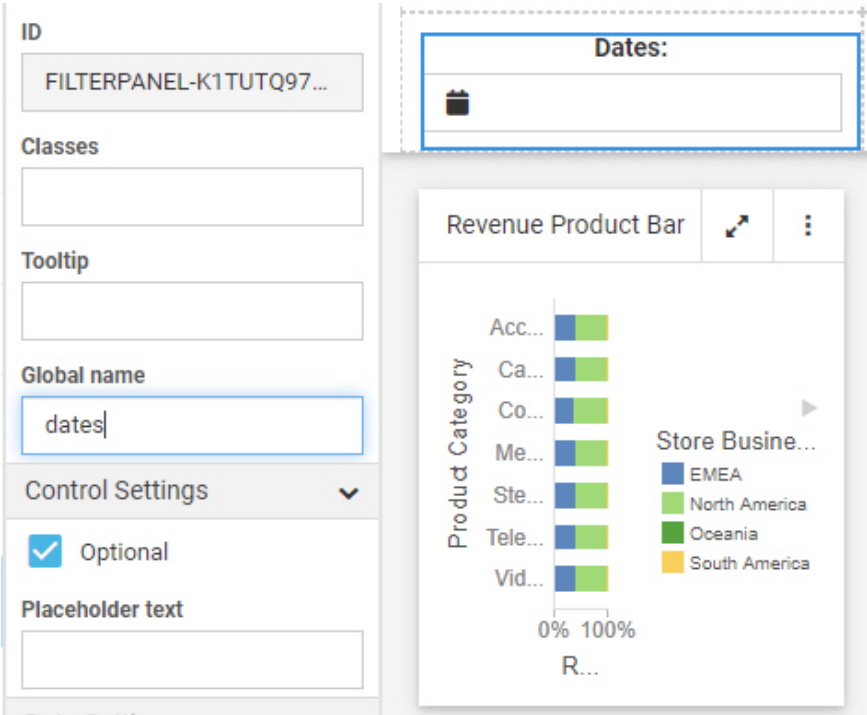 ID
FILTERPANEL-K1TUTQ97...
Classes
Tooltip
Global name
dates
Control Settings
Optional
Placeholder text
Dates:
Revenue Product Bar
Product Category
Acc...
Ca...
Co...
Me...
Ste...
Tele...
Vid...
0% 100%
R...
Store Busine...
EMEA
North America
Oceania
South America